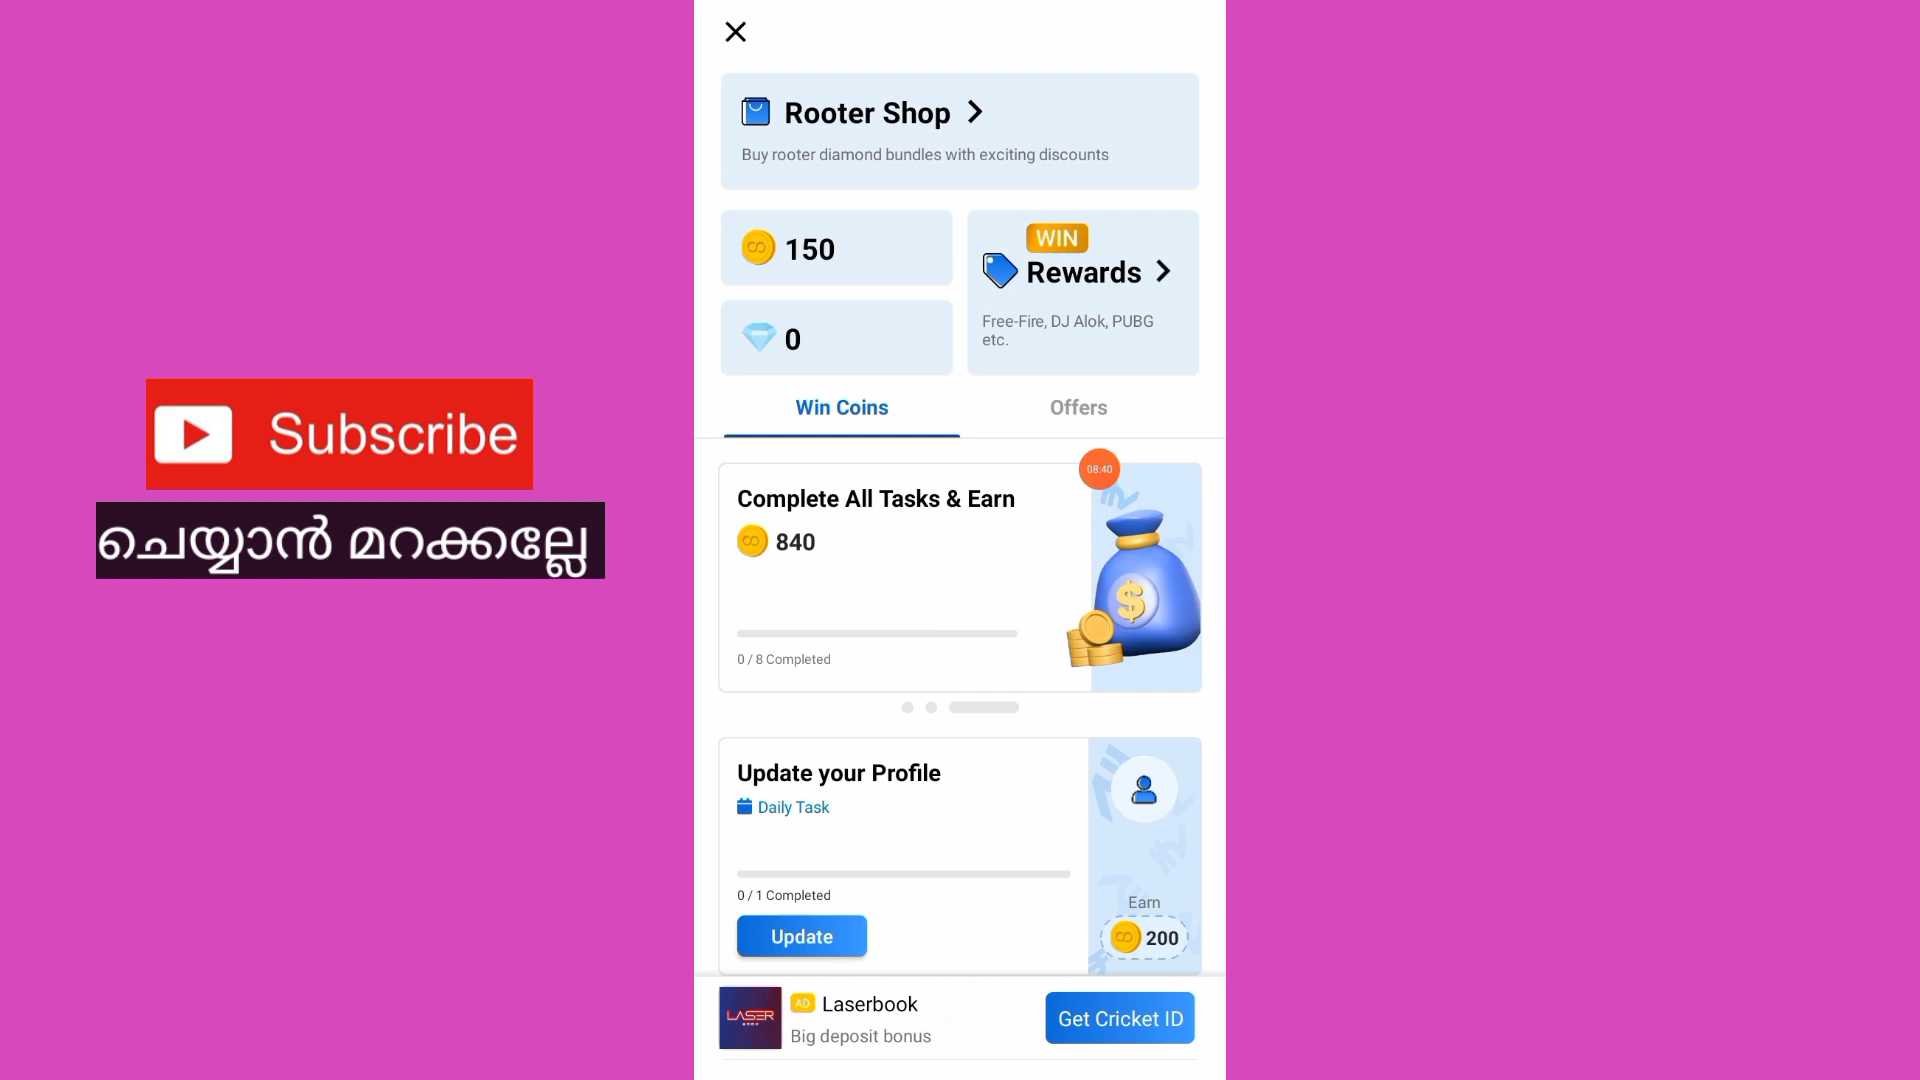 Rooter Shop
Buy rooter diamond bundles with exciting discounts
150
0
WIN
Rewards
Free-Fire, DJ Alok, PUBG
etc.
Win Coins
Offers
08:40
Complete All Tasks & Earn
840
$
0 / 8 Completed
Update your Profile
Daily Task
0 / 1 Completed
Update
Earn
200
LASER
AD Laserbook
Big deposit bonus
Get Cricket ID
Subscribe
ചെയ്യാൻ മറക്കല്ലേ